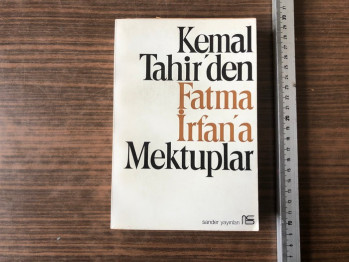 Kemal
Tahir'den
Fatma
İrfan'a
Mektuplar
sander yayınları